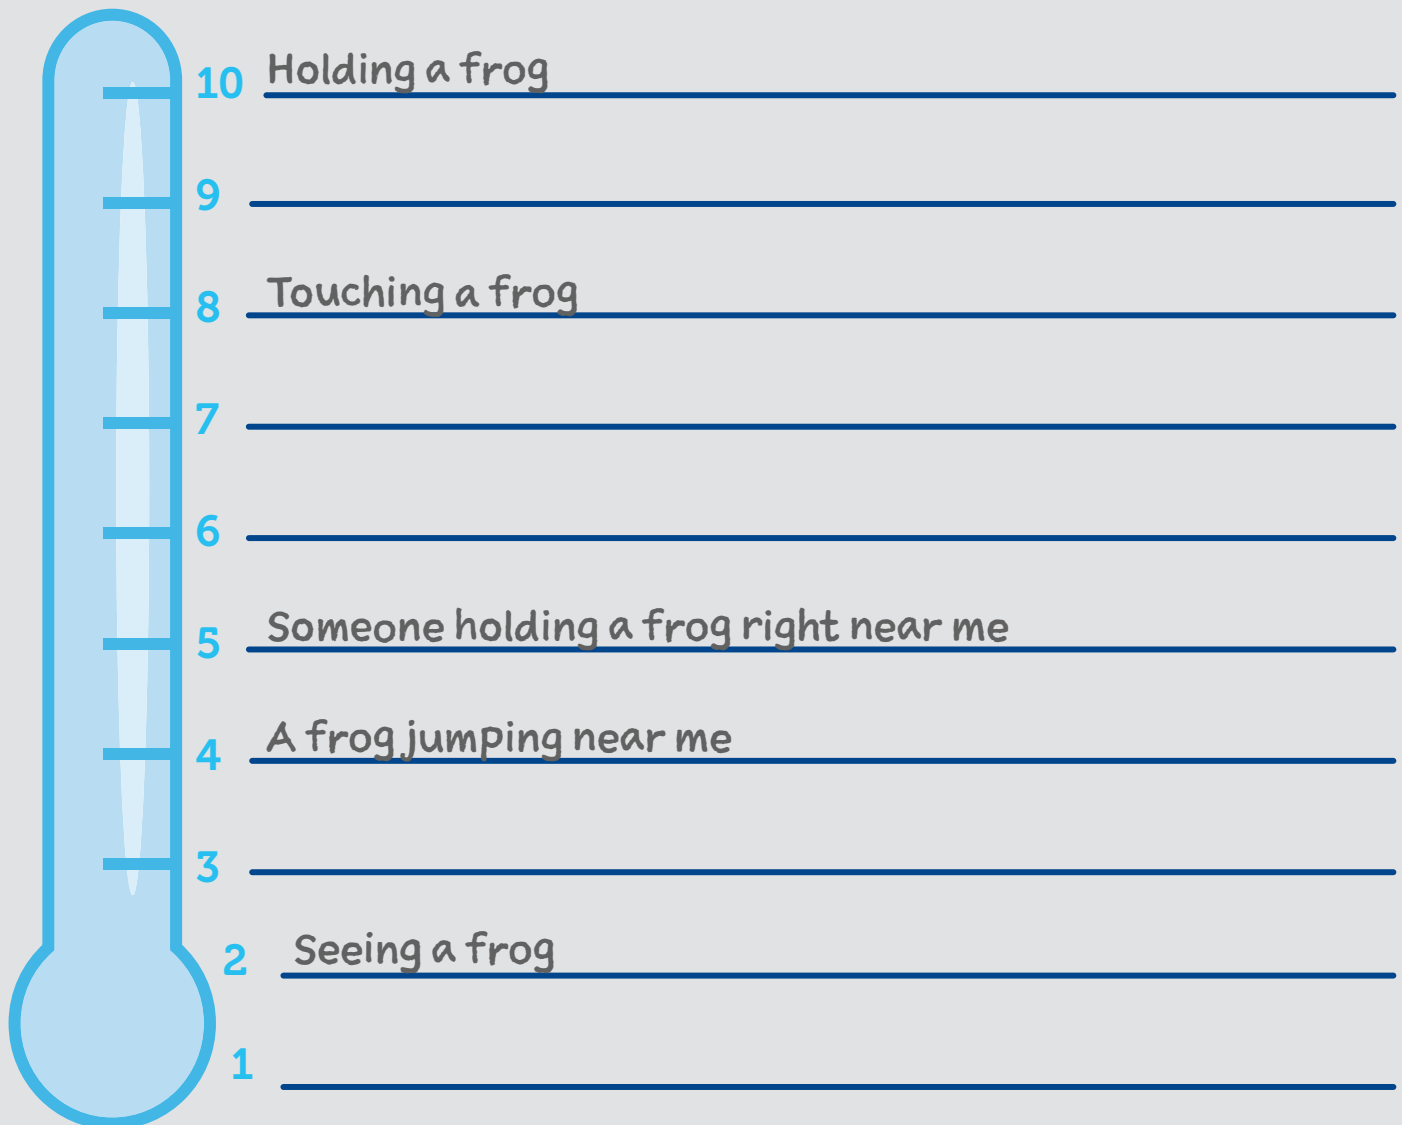 10 Holding a frog
9
8 Touching a frog
7
6
5 Someone holding a frog right near me
4 A frog jumping near me
3
2 Seeing a frog
1